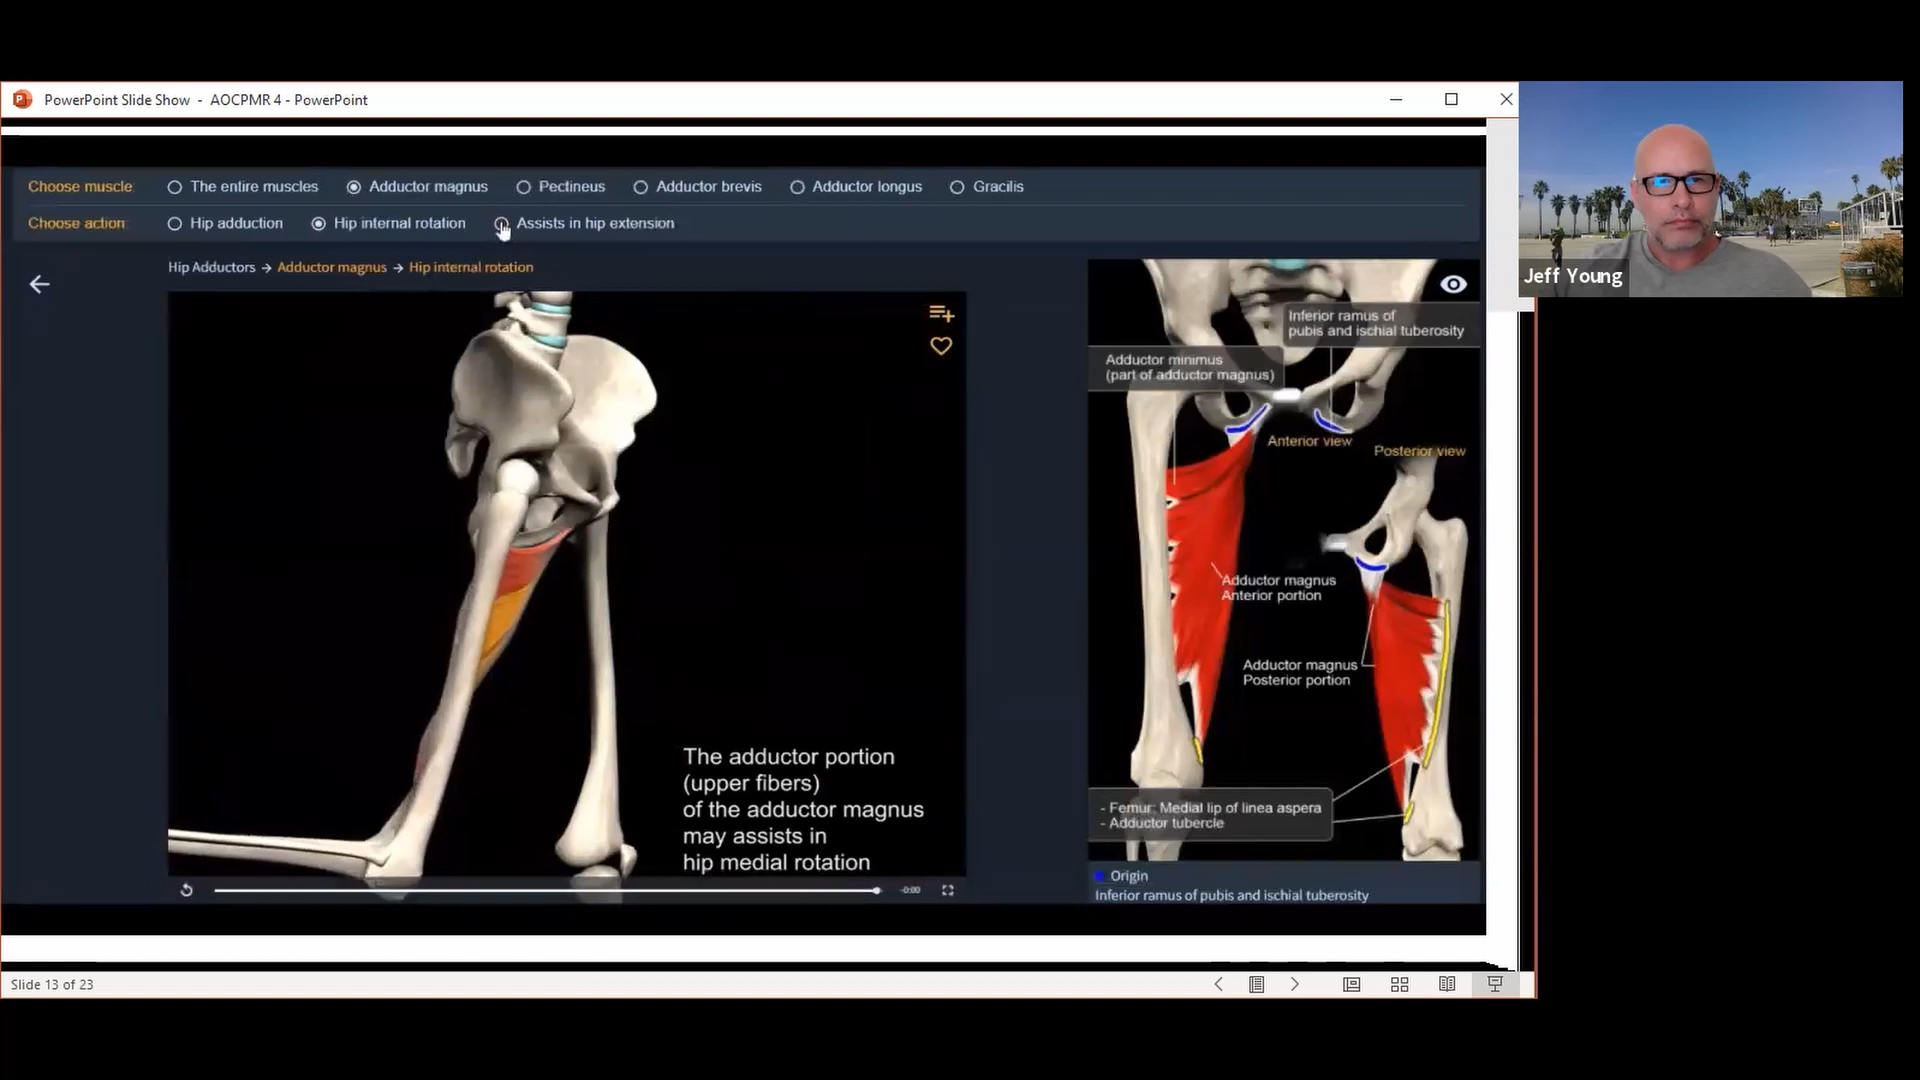 PowerPoint Slide Show - AOCPMR 4 - PowerPoint
Choose muscle: The entire muscles Adductor magnus Pectineus Adductor brevis Adductor longus Gracilis
Choose action: Hip adduction Hip internal rotation Assists in hip extension
Hip Adductors → Adductor magnus → Hip internal rotation
Jeff Young
Inferior ramus of
pubis and ischial tuberosity
Adductor minimus
(part of adductor magnus)
Anterior view
Posterior view
Adductor magnus
Anterior portion
Adductor magnus
Posterior portion
The adductor portion
(upper fibers)
of the adductor magnus
may assists in
hip medial rotation
- Femur: Medial lip of linea aspera
- Adductor tubercle
-0:00
Origin
Inferior ramus of pubis and ischial tuberosity
Slide 13 of 23